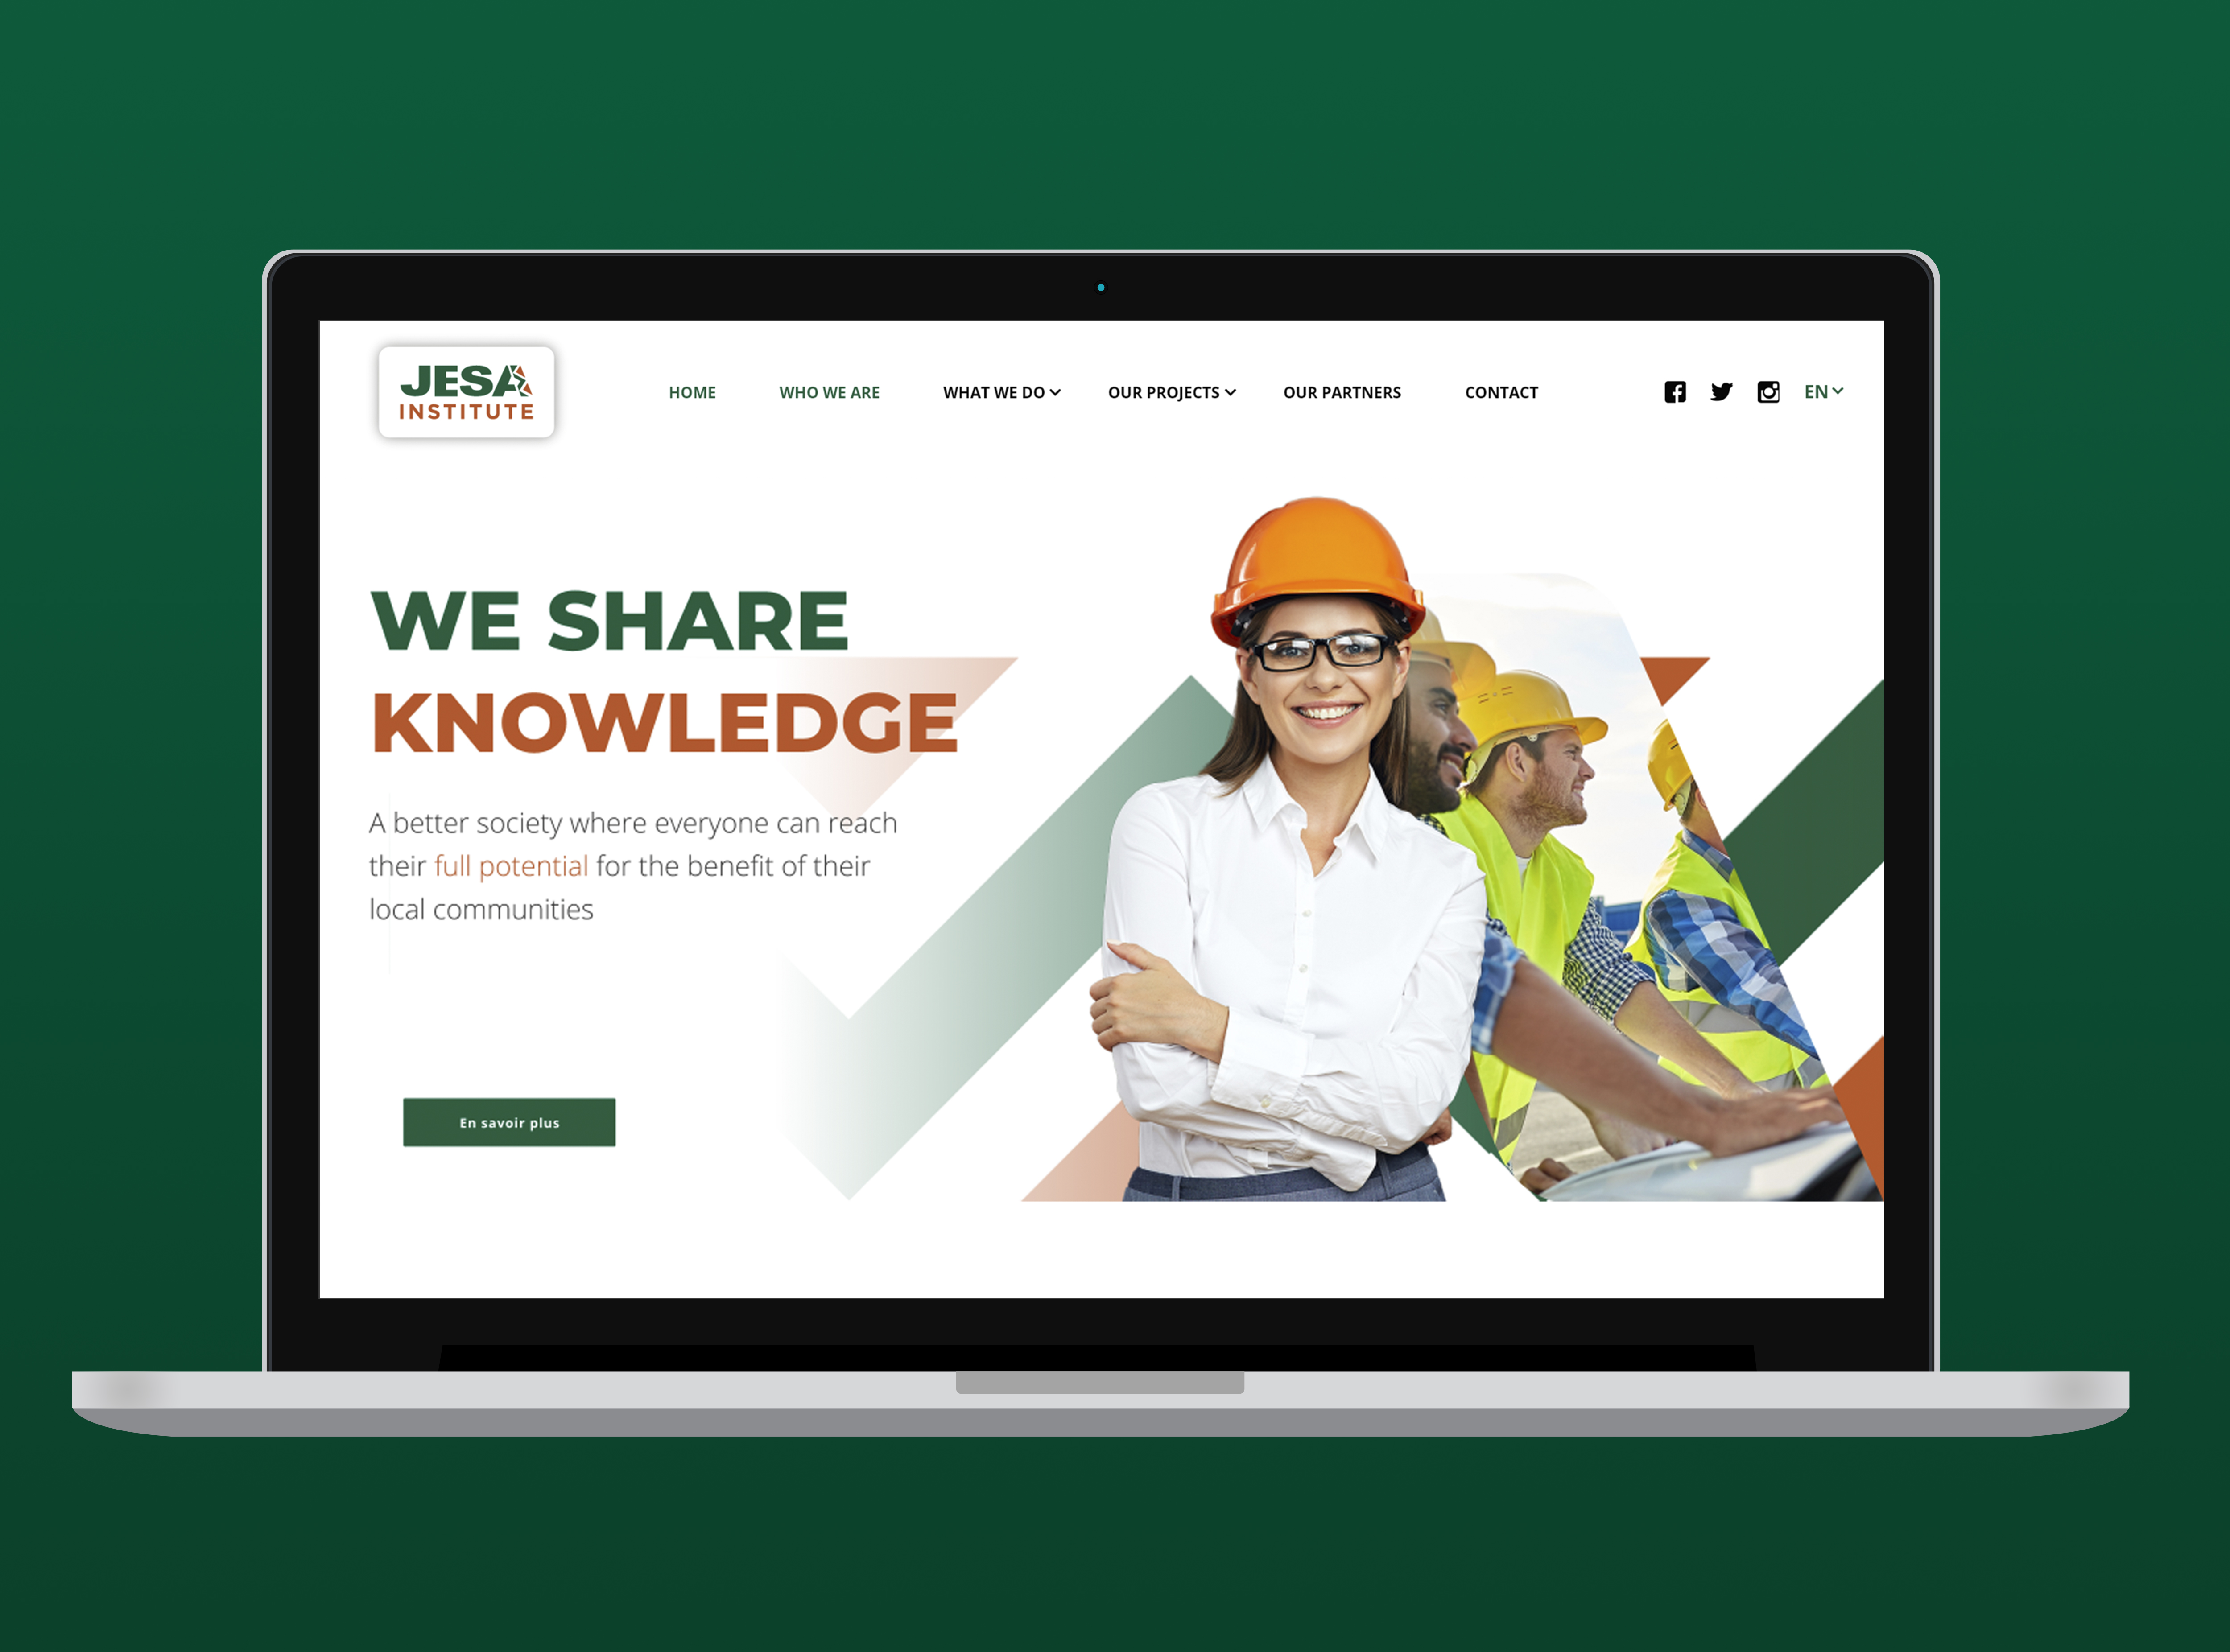 JESA
INSTITUTE
HOME WHO WE ARE WHAT WE DO OUR PROJECTS OUR PARTNERS CONTACT EN
WE SHARE
KNOWLEDGE
A better society where everyone can reach
their full potential for the benefit of their
local communities
En savoir plus